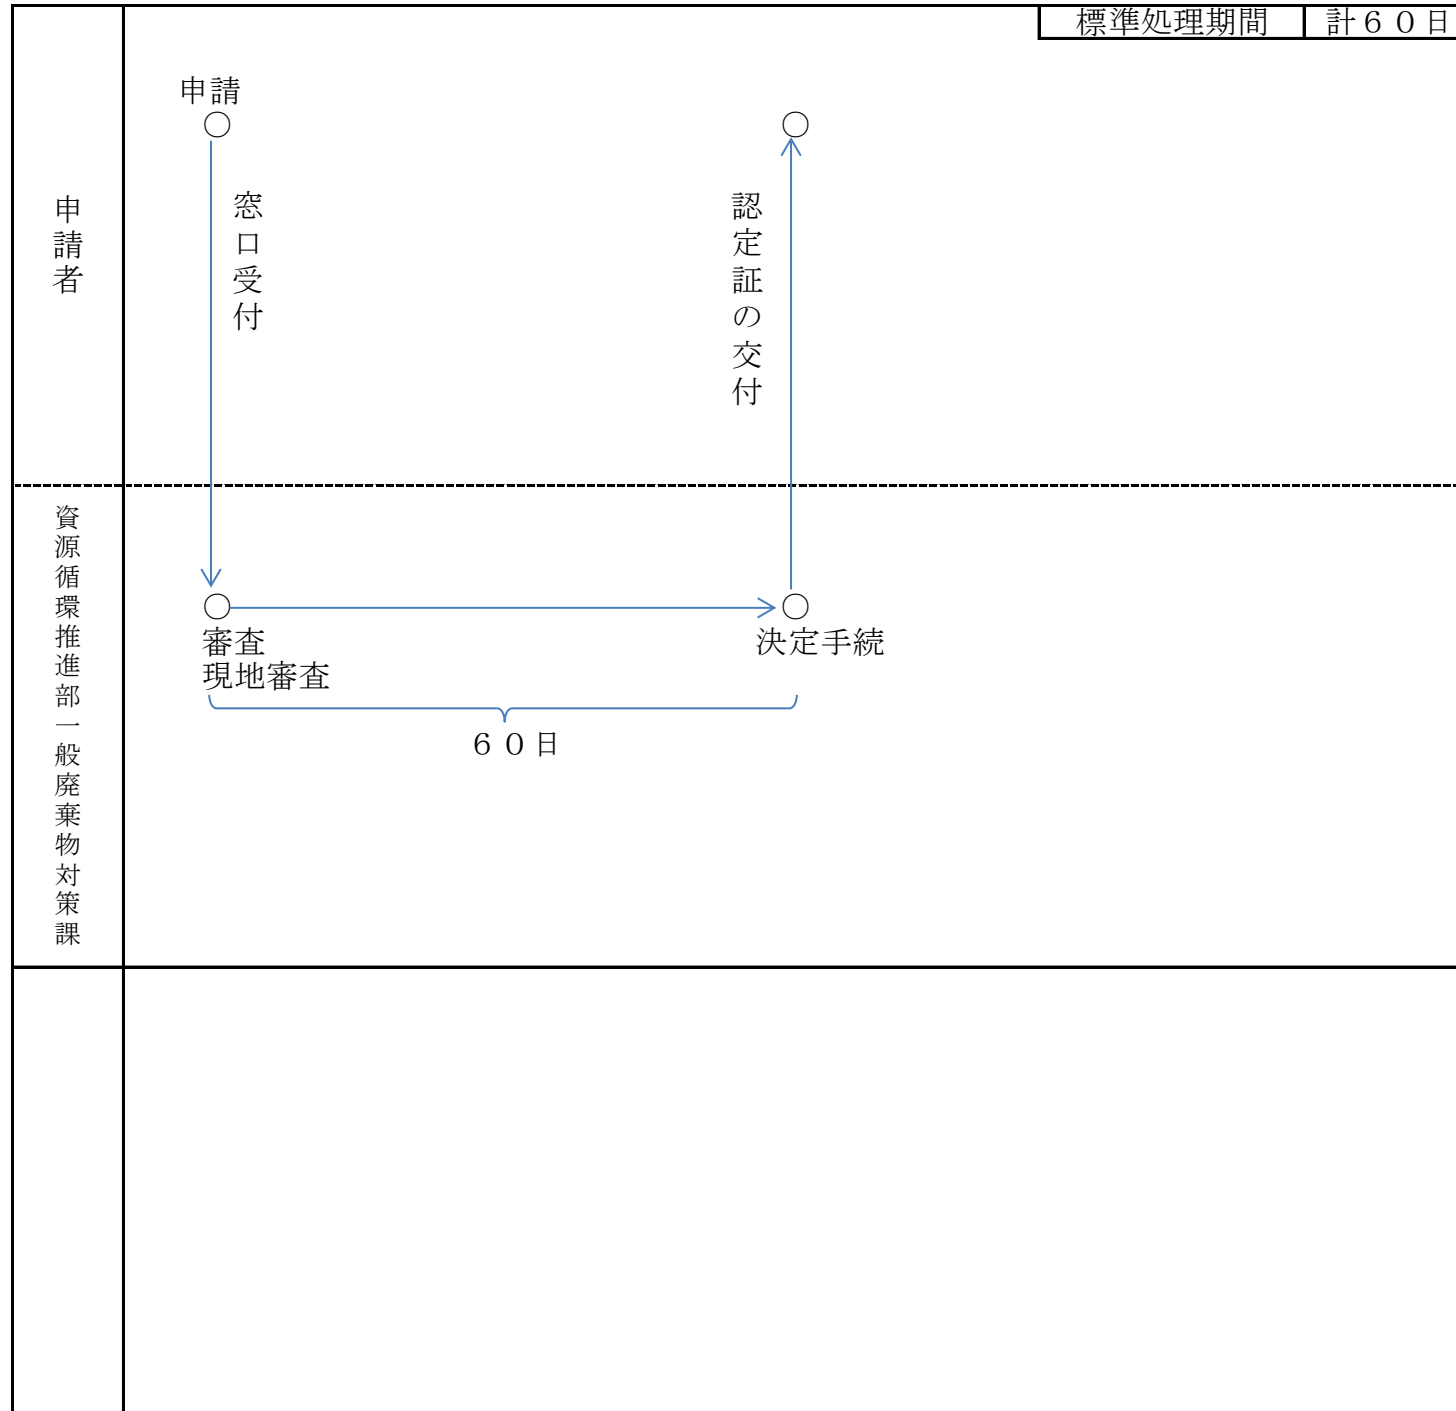 標準処理期間
計６０日
申請
窓口受付
認定証の交付
申請者
資源循環推進部一般廃棄物対策課
審査
現地審査
決定手続
６０日